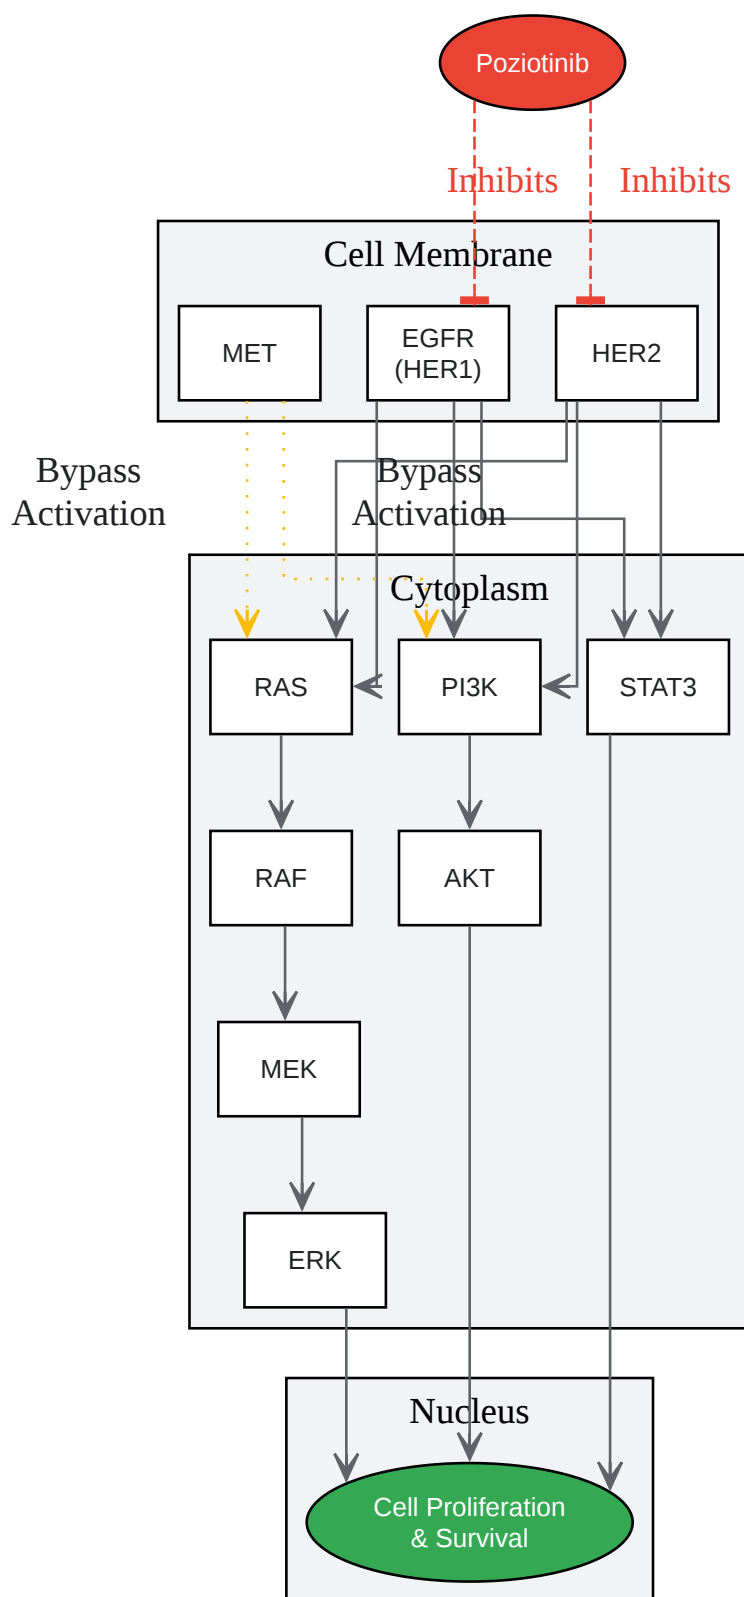 Poziotinib
Inhibits
Inhibits
Cell Membrane
MET
EGFR
(HER1)
HER2
Bypass
Activation
Bypass
Activation
Cytoplasm
RAS
PI3K
STAT3
RAF
AKT
MEK
ERK
Nucleus
Cell Proliferation
& Survival